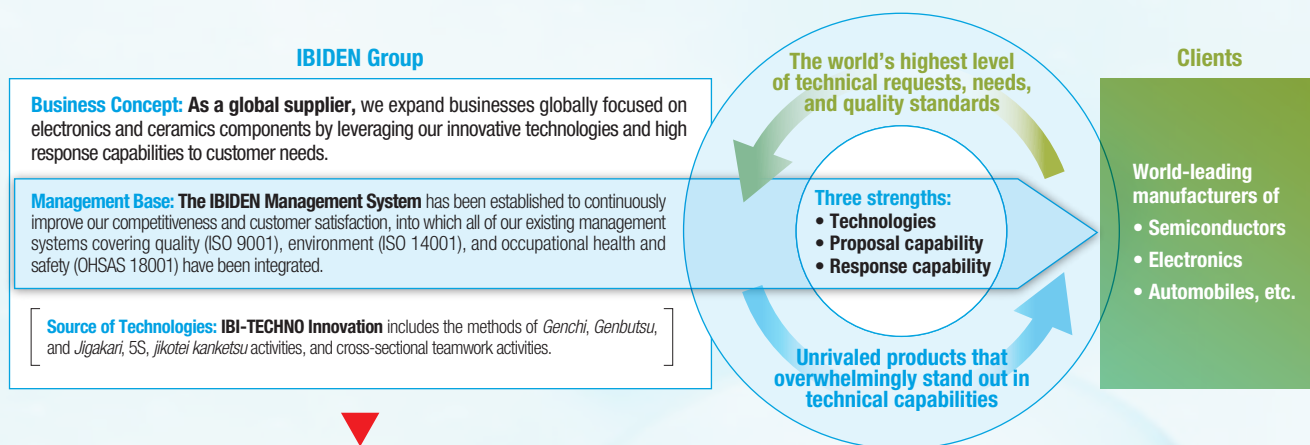 IBIDEN Group
Business Concept: As a global supplier, we expand businesses globally focused on
electronics and ceramics components by leveraging our innovative technologies and high
response capabilities to customer needs.
Management Base: The IBIDEN Management System has been established to continuously
improve our competitiveness and customer satisfaction, into which all of our existing management
systems covering quality (ISO 9001), environment (ISO 14001), and occupational health and
safety (OHSAS 18001) have been integrated.
Source of Technologies: IBI-TECHNO Innovation includes the methods of Genchi, Genbutsu,
and Jigakari, 5S, jikotei kanketsu activities, and cross-sectional teamwork activities.
The world's highest level
of technical requests, needs,
and quality standards
Three strengths:
• Technologies
• Proposal capability
• Response capability
Unrivaled products that
overwhelmingly stand out in
technical capabilities
Clients
World-leading
manufacturers of
• Semiconductors
• Electronics
• Automobiles, etc.